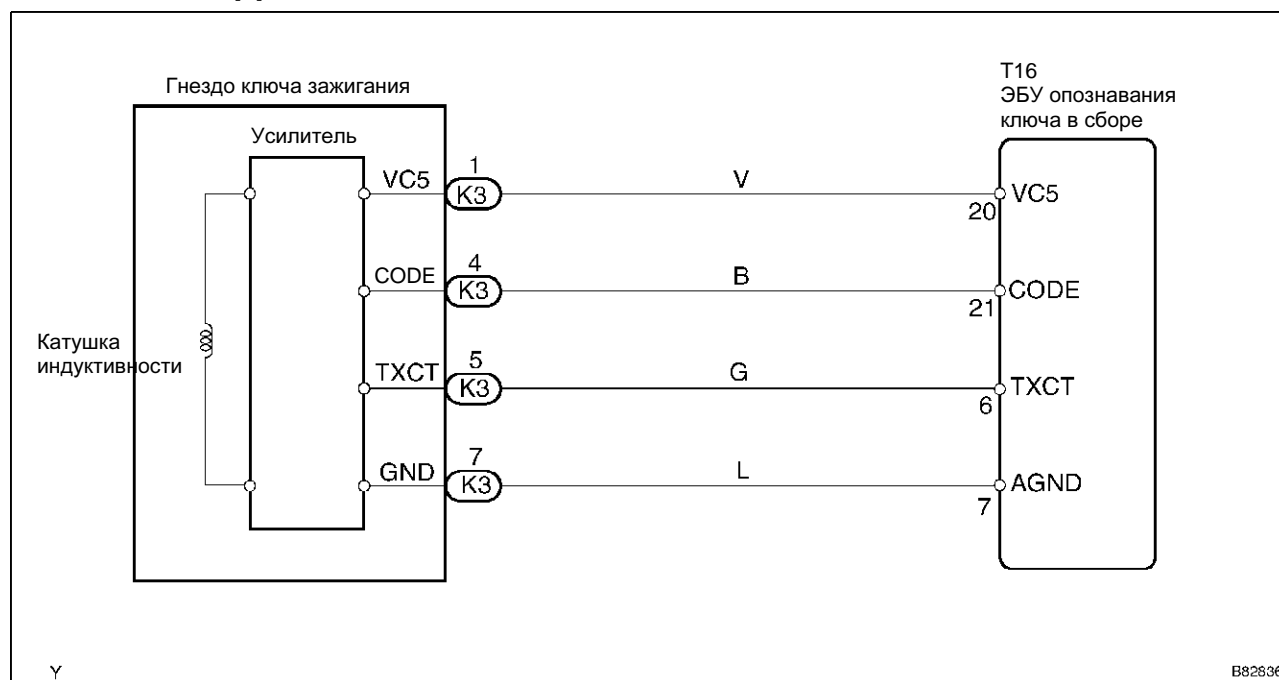 Гнездо ключа зажигания
T16
ЭБУ опознавания
ключа в сборе
Усилитель
VC5
1
K3
V
20
VC5
CODE
4
K3
B
21
CODE
Катушка
индуктивности
TXCT
5
K3
G
6
TXCT
GND
7
K3
L
7
AGND
Y
B82836